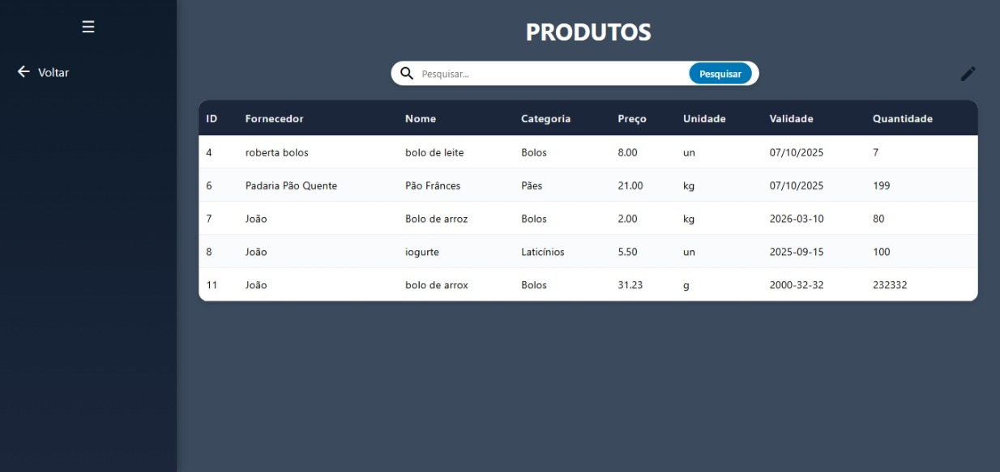 PRODUTOS
Voltar
Pesquisar...
Pesquisar
ID Fornecedor Nome Categoria Preço Unidade Validade Quantidade
4 roberta bolos bolo de leite Bolos 8.00 un 07/10/2025 7
6 Padaria Pão Quente Pão Frânces Pães 21.00 kg 07/10/2025 199
7 João Bolo de arroz Bolos 2.00 kg 2026-03-10 80
8 João iogurte Laticínios 5.50 un 2025-09-15 100
11 João bolo de arrox Bolos 31.23 g 2000-32-32 232332